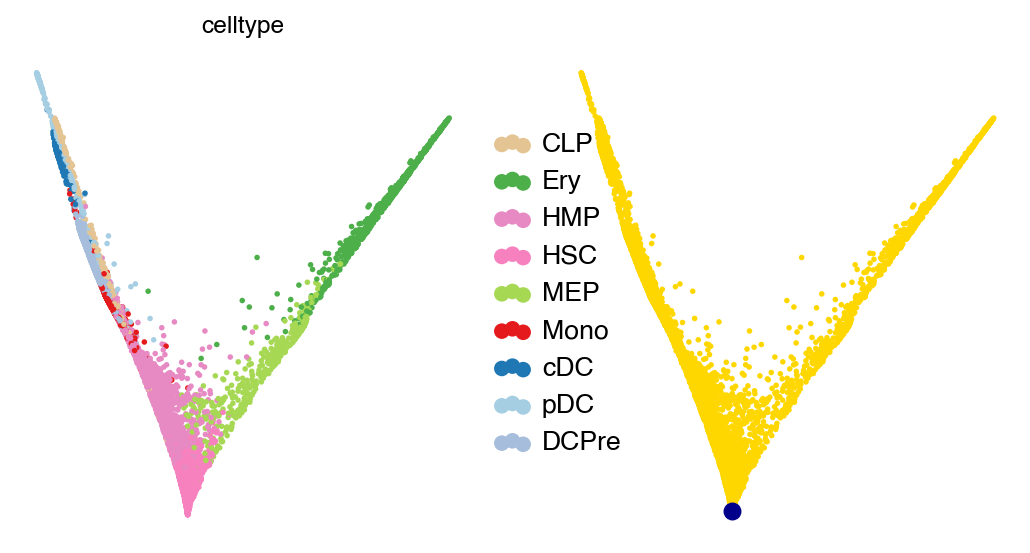 celltype
CLP
Ery
HMP
HSC
MEP
Mono
cDC
pDC
DCPre